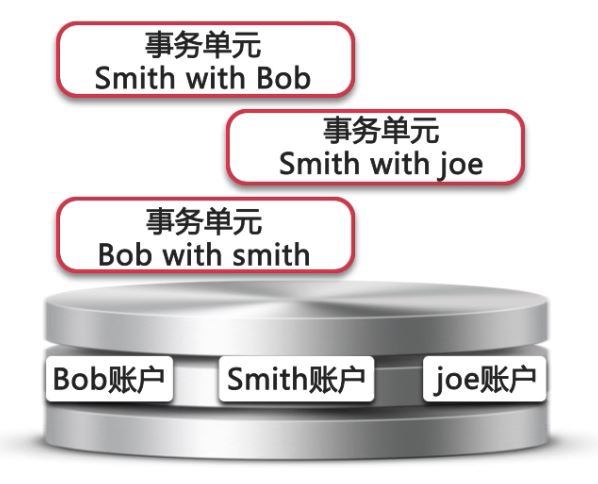 事务单元
Smith with Bob
事务单元
Smith with joe
事务单元
Bob with smith
Bob账户
Smith账户
joe账户